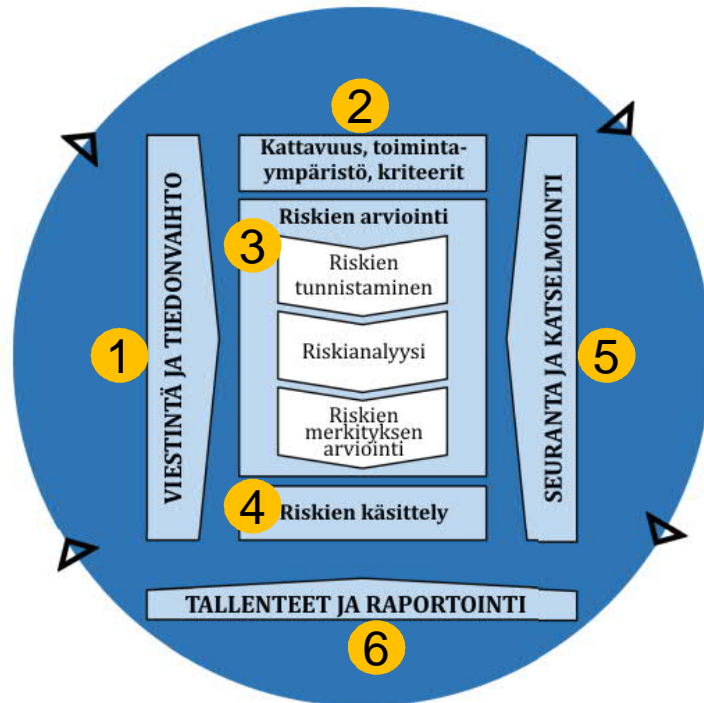 2
Kattavuus, toiminta-
ympäristö, kriteerit
Riskien arviointi
3
Riskien
tunnistaminen
Riskianalyysi
Riskien
merkityksen
arviointi
4
Riskien käsittely
1
VIESTINTÄ JA TIEDONVAIHTO
5
SEURANTA JA KATSELMOINTI
TALLENTEET JA RAPORTOINTI
6